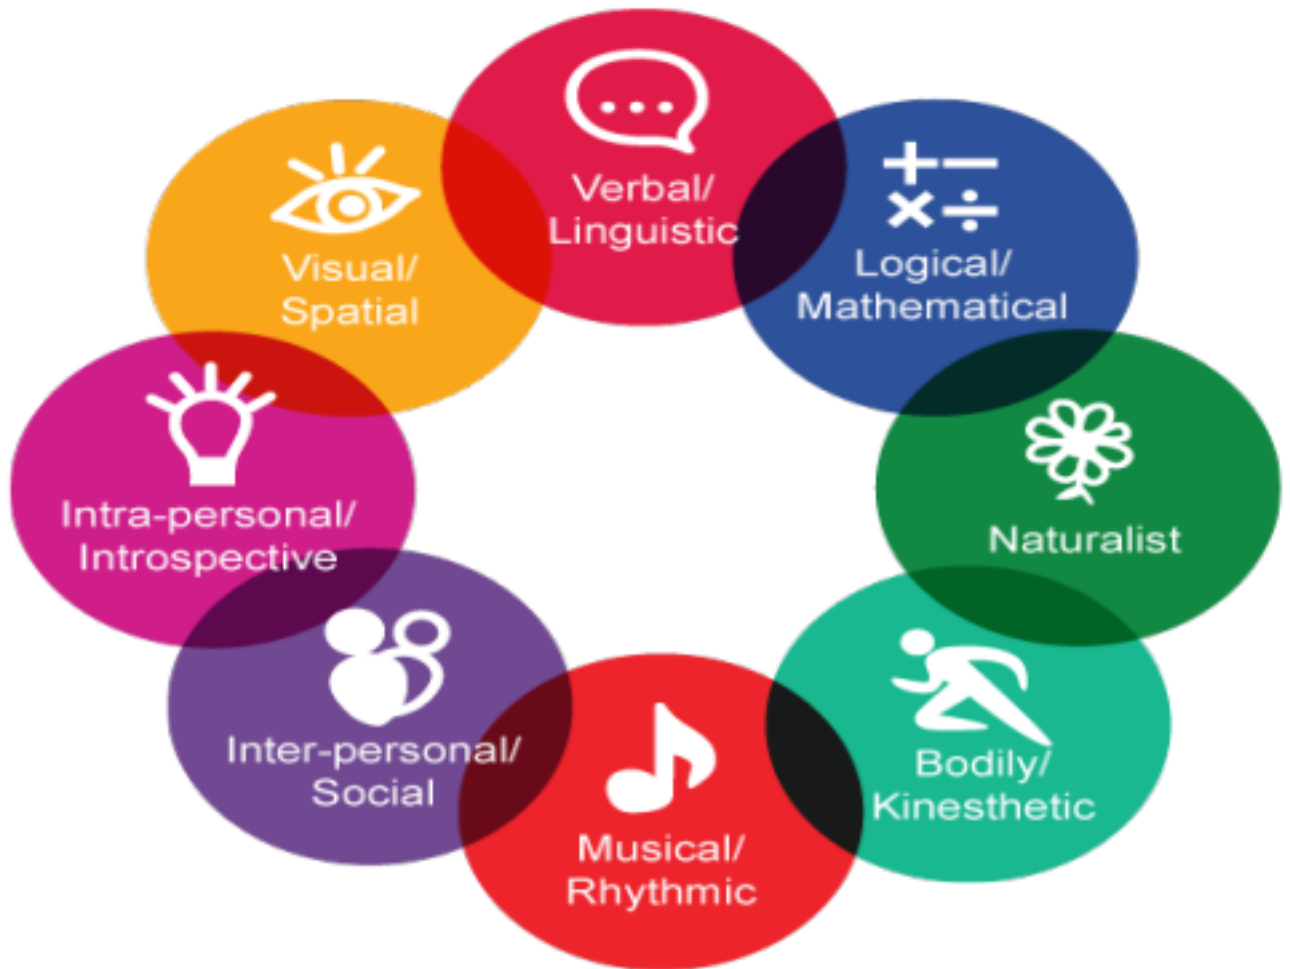 Verbal/
Linguistic
Logical/
Mathematical
Naturalist
Bodily/
Kinesthetic
Musical/
Rhythmic
Inter-personal/
Social
Intra-personal/
Introspective
Visual/
Spatial